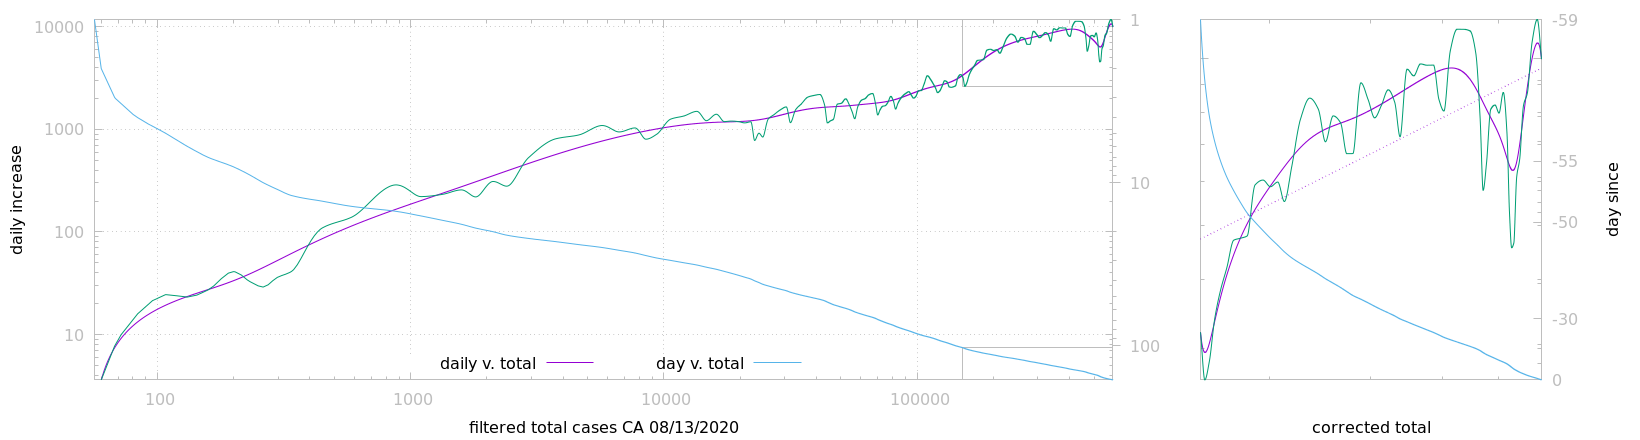 10000
1000
100
10
daily increase
100
1000
10000
100000
filtered total cases CA 08/13/2020
daily v. total
day v. total
1
10
100
-59
-55
-50
-30
0
day since
corrected total